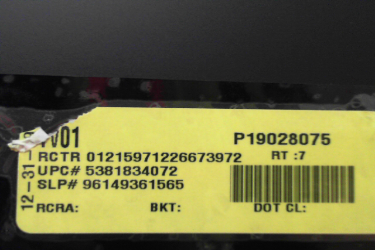 W01
P19028075
RCTR 01215971226673972
RT :7
UPC# 5381834072
SLP# 96149361565
RCRA: BKT: DOT CL:
12-31-